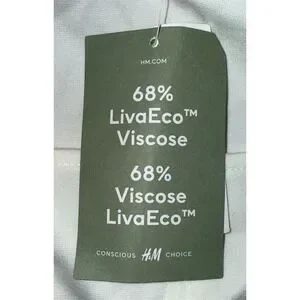 HM.COM
68%
LivaEco™
Viscose
68%
Viscose
LivaEco™
CONSCIOUS H&M CHOICE